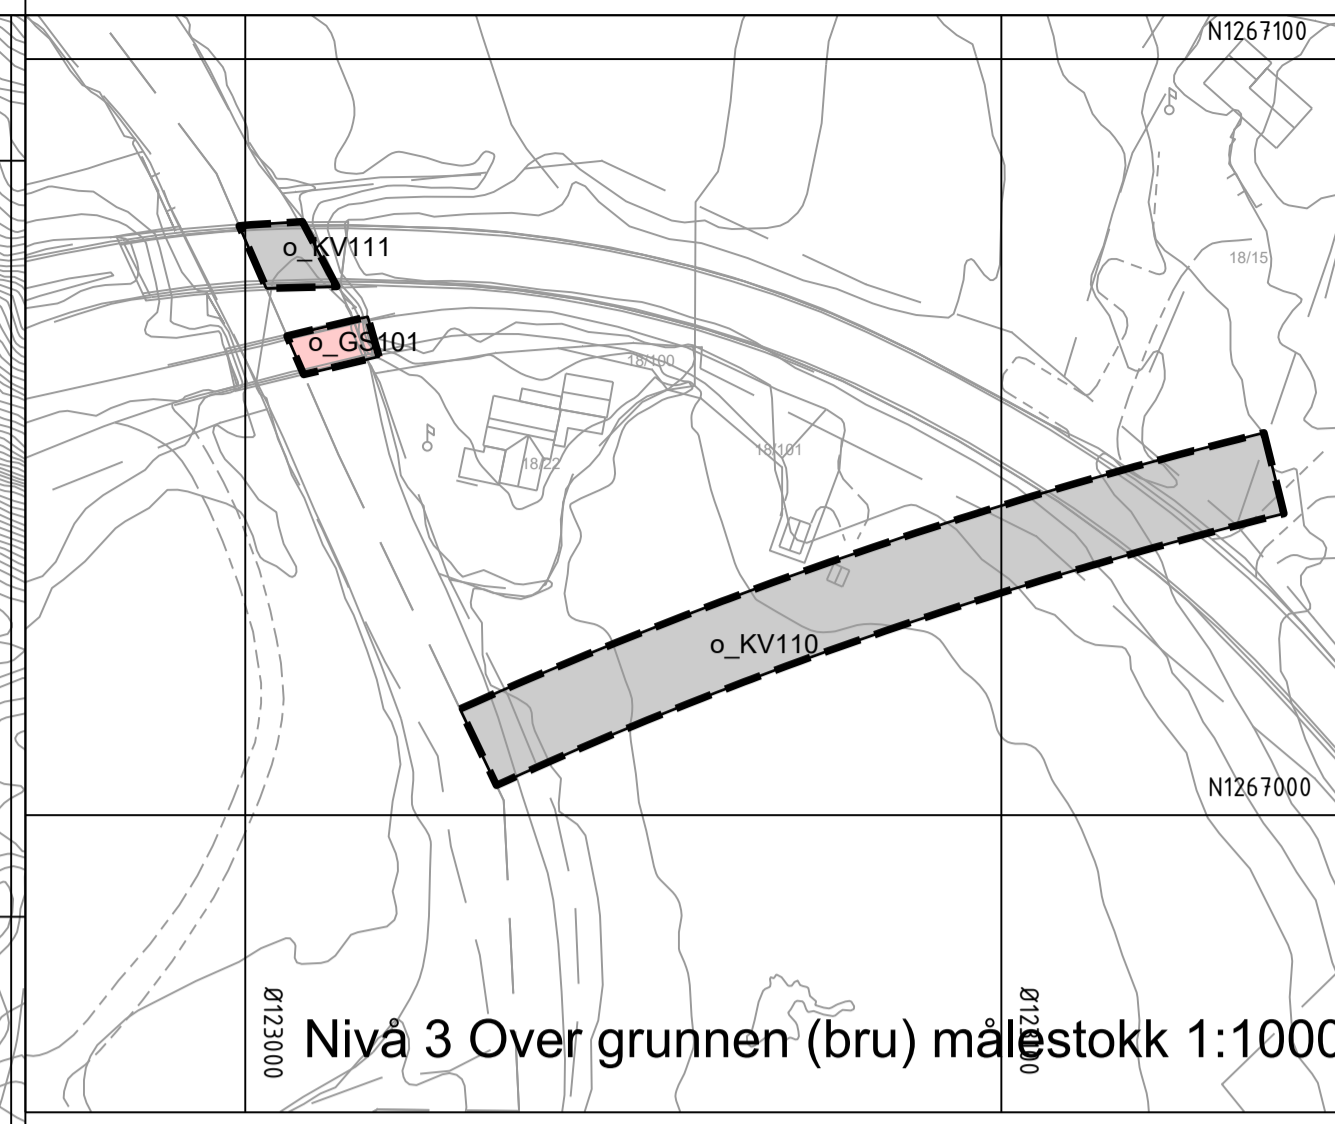 N1267100
o_KV111
18/15
o_GS101
18/100
18/101
18/22
o_KV110
N1267000
Ø123000
Ø123100
Nivå 3 Over grunnen (bru) målestokk 1:1000